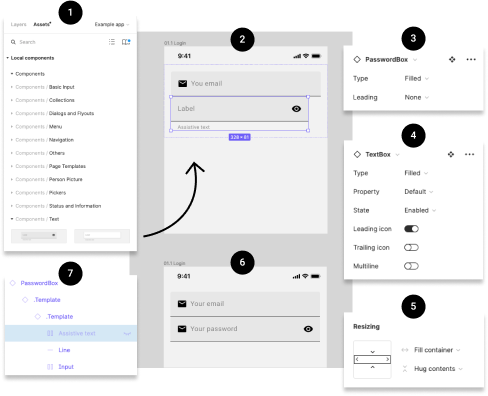 1
Layers Assets Example app
Search
Local components
Components
Components / Basic Input
Components / Collections
Components / Dialogs and Flyouts
Components / Menu
Components / Navigation
Components / Others
Components / Page Templates
Components / Person Picture
Components / Pickers
Components / Status and information
Components / Text
01.1 Login
2
9:41
You email
Label
Assistive text
328 × 81
3
PasswordBox
Type Filled
Leading None
4
TextBox
Type Filled
Property Default
State Enabled
Leading icon
Trailing icon
Multiline
5
Resizing
Fill container
Hug contents
01.1 Login
6
9:41
Your email
Your password
7
PasswordBox
.Template
.Template
Assistive text
Line
Input